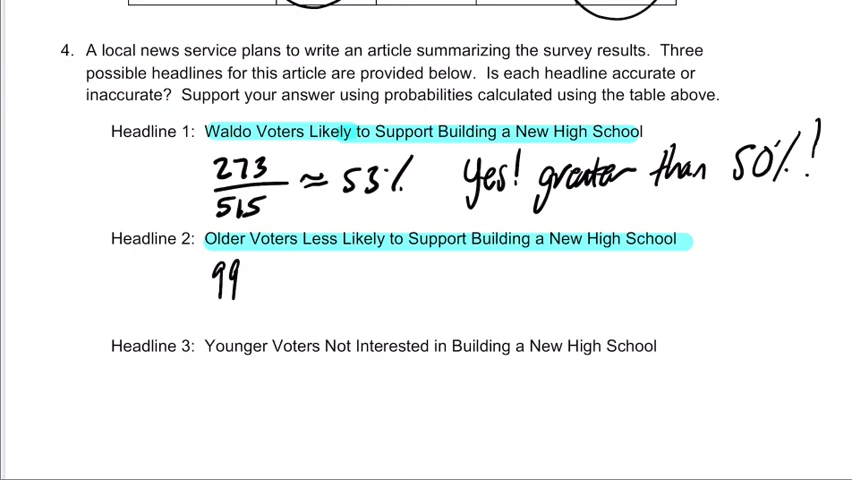 4. A local news service plans to write an article summarizing the survey results. Three
possible headlines for this article are provided below. Is each headline accurate or
inaccurate? Support your answer using probabilities calculated using the table above.
Headline 1: Waldo Voters Likely to Support Building a New High School
273
515
≈ 53% Yes! greater than 50%!
Headline 2: Older Voters Less Likely to Support Building a New High School
99
Headline 3: Younger Voters Not Interested in Building a New High School